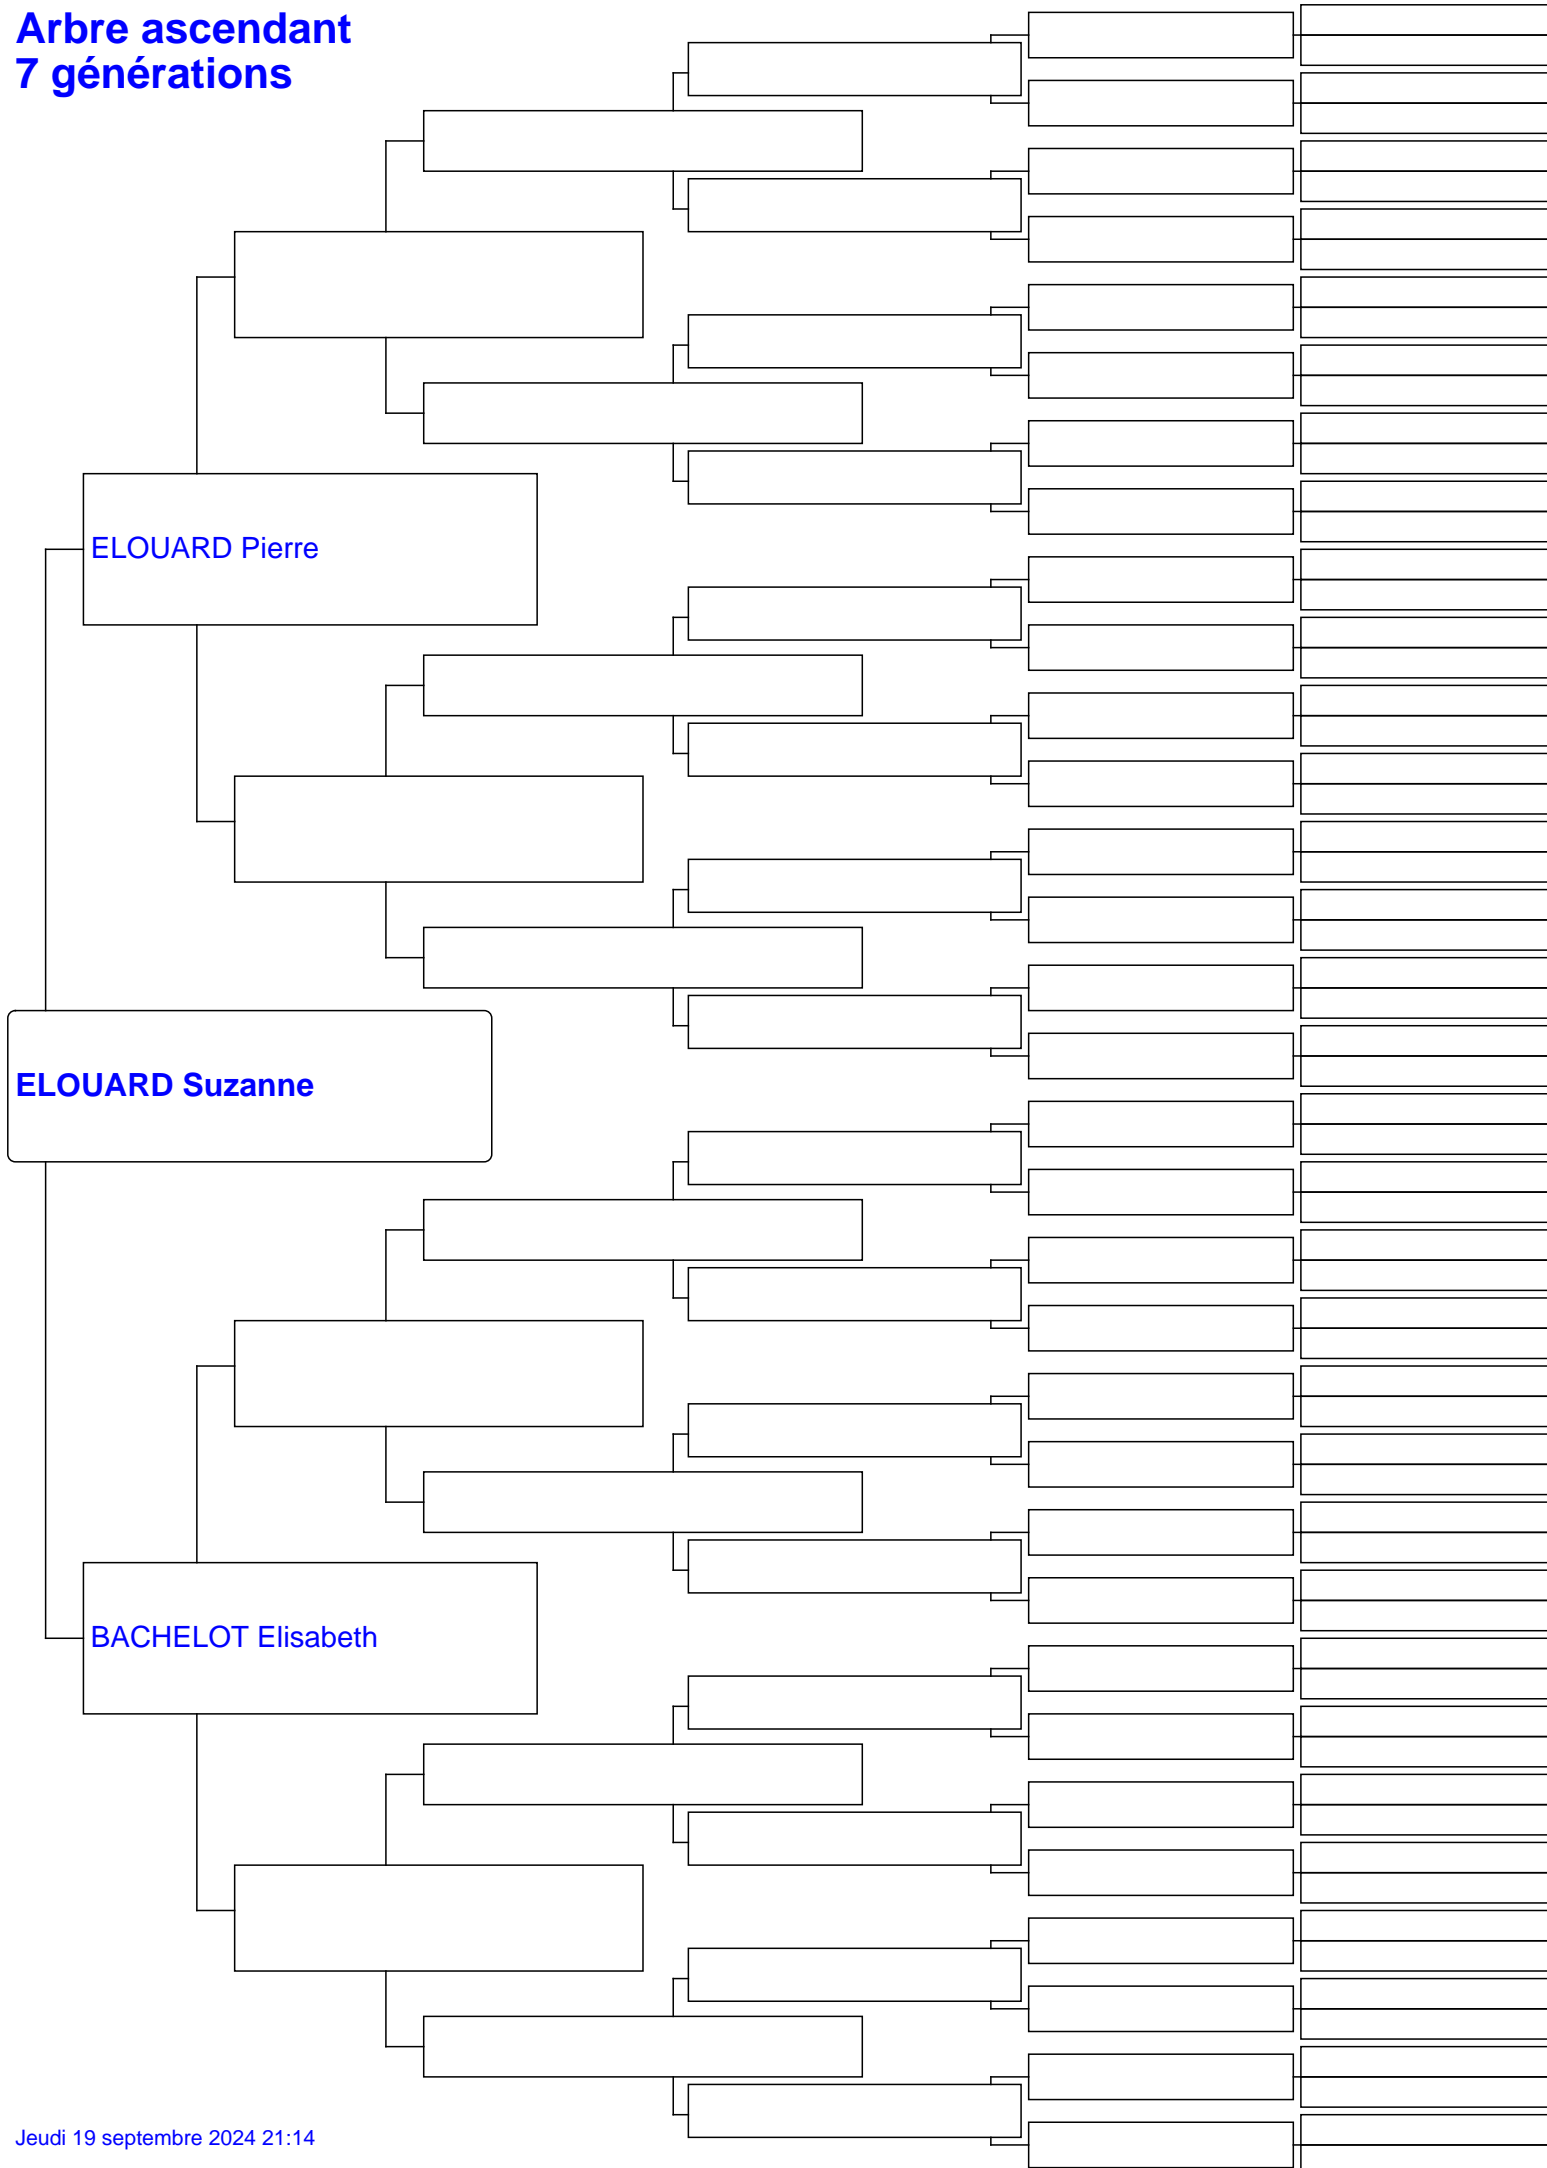 Arbre ascendant
7 générations
ELOUARD Pierre
ELOUARD Suzanne
BACHELOT Elisabeth
Jeudi 19 septembre 2024 21:14